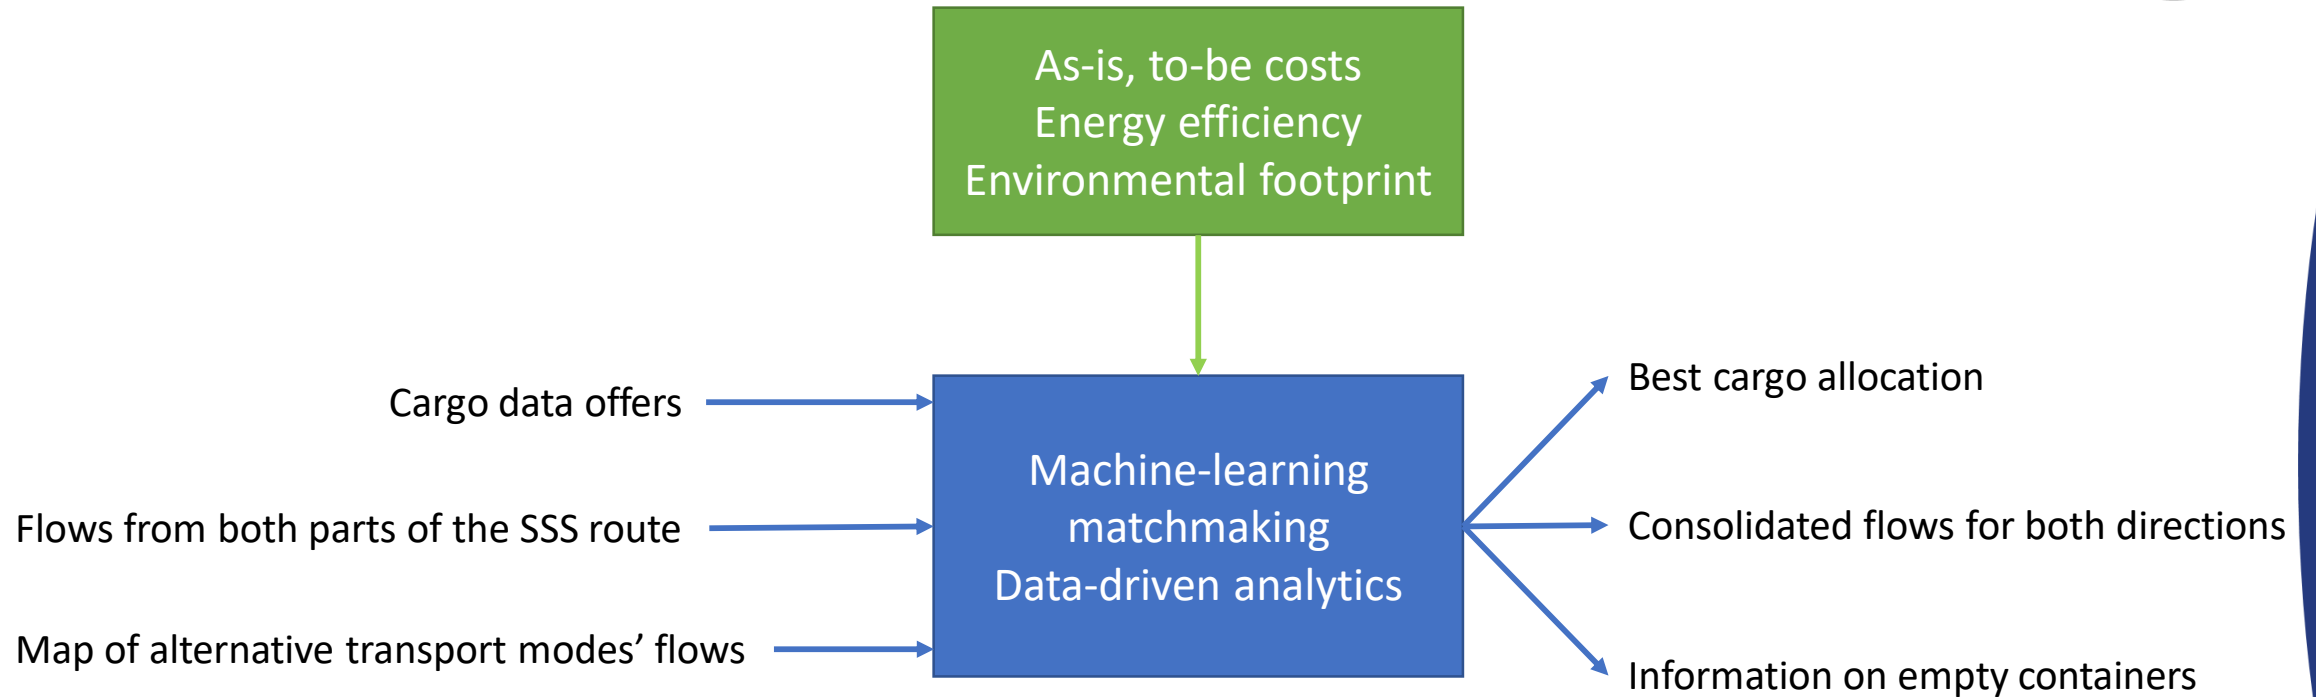 As-is, to-be costs
Energy efficiency
Environmental footprint
Cargo data offers
Flows from both parts of the SSS route
Map of alternative transport modes’ flows
Machine-learning
matchmaking
Data-driven analytics
Best cargo allocation
Consolidated flows for both directions
Information on empty containers